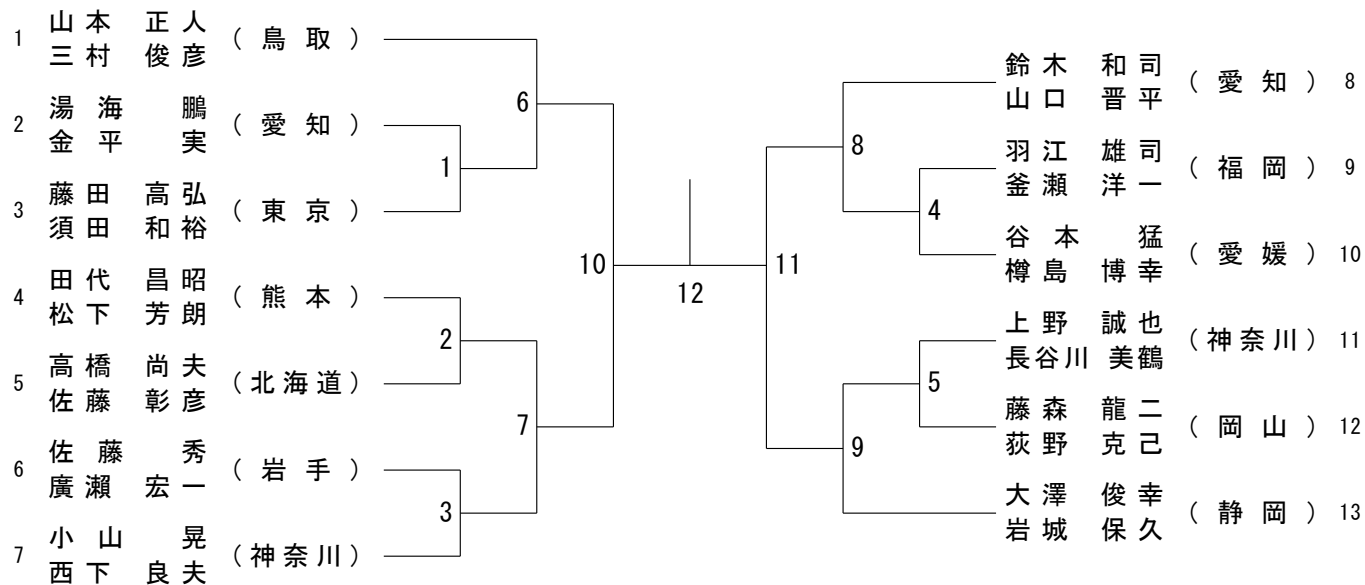 1 山本 正人 (鳥取)
三村 俊彦
2 湯海 鵬 (愛知)
金平 実
3 藤田 高弘 (東京)
須田 和裕
4 田代 昌昭 (熊本)
松下 芳朗
5 高橋 尚夫 (北海道)
佐藤 彰彦
6 佐藤 秀 (岩手)
廣瀨 宏一
7 小山 晃 (神奈川)
西下 良夫
6
1
2
7
3
10
12
11
8
4
5
9
鈴木 和司 (愛知) 8
山口 晋平
羽江 雄司 (福岡) 9
釜瀬 洋一
谷本 猛 (愛媛) 10
樽島 博幸
上野 誠也 (神奈川) 11
長谷川 美鶴
藤森 龍二 (岡山) 12
荻野 克己
大澤 俊幸 (静岡) 13
岩城 保久